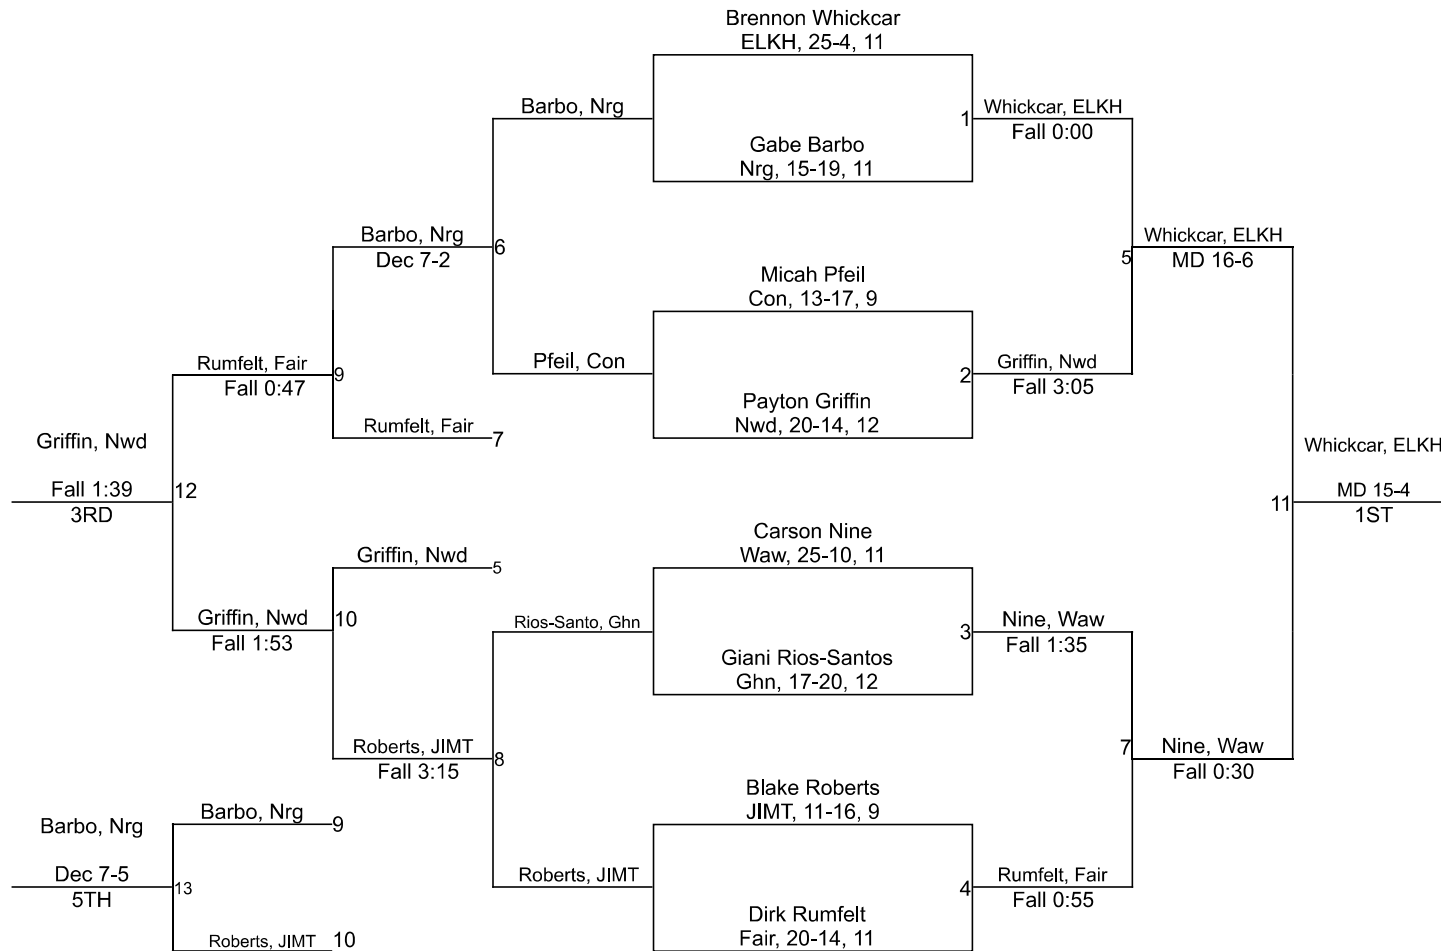 Brennon Whickcar
ELKH, 25-4, 11
Barbo, Nrg
1
Whickcar, ELKH
Fall 0:00
Gabe Barbo
Nrg, 15-19, 11
Barbo, Nrg
Dec 7-2
6
Whickcar, ELKH
MD 16-6
5
Micah Pfeil
Con, 13-17, 9
Rumfelt, Fair
Fall 0:47
9
Pfeil, Con
2
Griffin, Nwd
Fall 3:05
Payton Griffin
Nwd, 20-14, 12
Rumfelt, Fair
7
Griffin, Nwd
Fall 1:39
3RD
12
Whickcar, ELKH
11
MD 15-4
1ST
Carson Nine
Waw, 25-10, 11
Griffin, Nwd
5
Griffin, Nwd
Fall 1:53
10
Rios-Santo, Ghn
3
Nine, Waw
Fall 1:35
Giani Rios-Santos
Ghn, 17-20, 12
Roberts, JIMT
Fall 3:15
8
7
Nine, Waw
Fall 0:30
Blake Roberts
JIMT, 11-16, 9
Barbo, Nrg
9
Barbo, Nrg
Dec 7-5
5TH
13
Roberts, JIMT
4
Rumfelt, Fair
Fall 0:55
Dirk Rumfelt
Fair, 20-14, 11
Roberts, JIMT
10